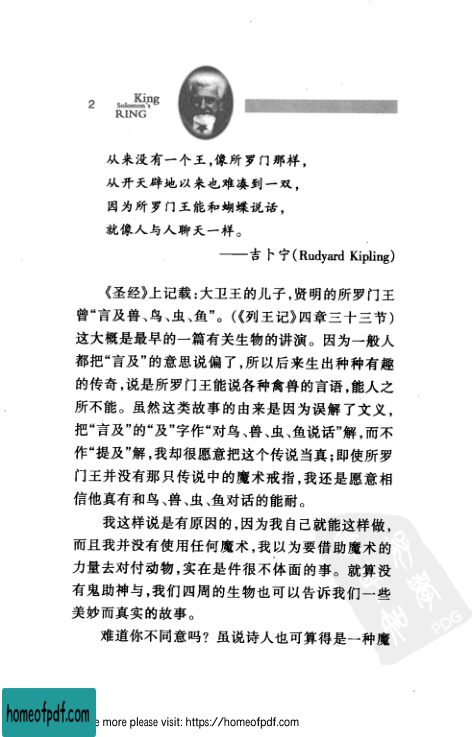 2
King
Solomon's
RING
从来没有一个王,像所罗门那样,
从开天辟地以来也难凑到一双,
因为所罗门王能和蝴蝶说话,
就像人与人聊天一样。
——吉卜宁(Rudyard Kipling)
《圣经》上记载:大卫王的儿子,贤明的所罗门王
曾“言及兽、鸟、虫、鱼”。(《列王记》四章三十三节)
这大概是最早的一篇有关生物的讲演。因为一般人
都把“言及”的意思说偏了,所以后来生出种种有趣
的传奇,说是所罗门王能说各种禽兽的言语,能人之
所不能。虽然这类故事的由来是因为误解了文义,
把“言及”的“及”字作“对鸟、兽、虫、鱼说话”解,而不
作“提及”解,我却很愿意把这个传说当真;即使所罗
门王并没有那只传说中的魔术戒指,我还是愿意相
信他真有和鸟、兽、虫、鱼对话的能耐。
我这样说是有原因的,因为我自己就能这样做,
而且我并没有使用任何魔术,我以为要借助魔术的
力量去对付动物,实在是件很不体面的事。就算没
有鬼助神与,我们四周的生物也可以告诉我们一些
美妙而真实的故事。
难道你不同意吗?虽说诗人也可算得是一种魔
PDG
homeofpdf.com
more please visit: https://homeofpdf.com